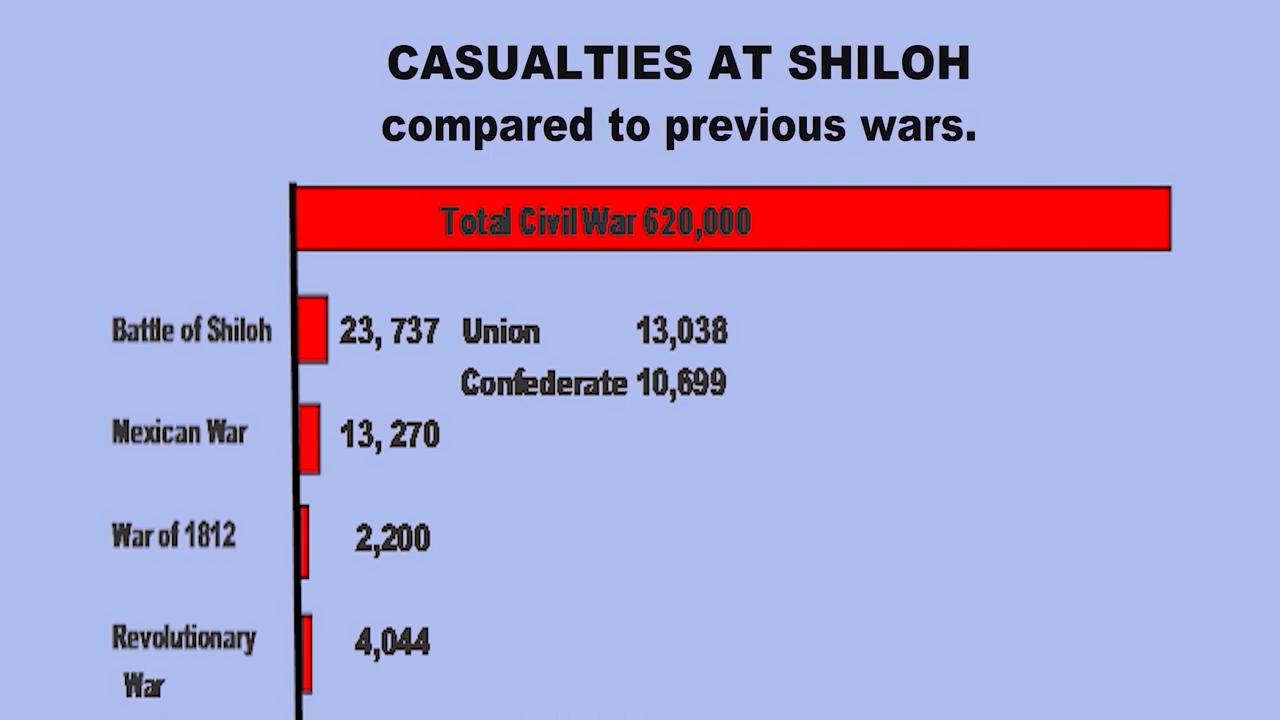 CASUALTIES AT SHILOH
compared to previous wars.
Total Civil War 620,000
Battle of Shiloh 23, 737 Union 13,038
Confederate 10,699
Mexican War 13, 270
War of 1812 2,200
Revolutionary 4,044
War